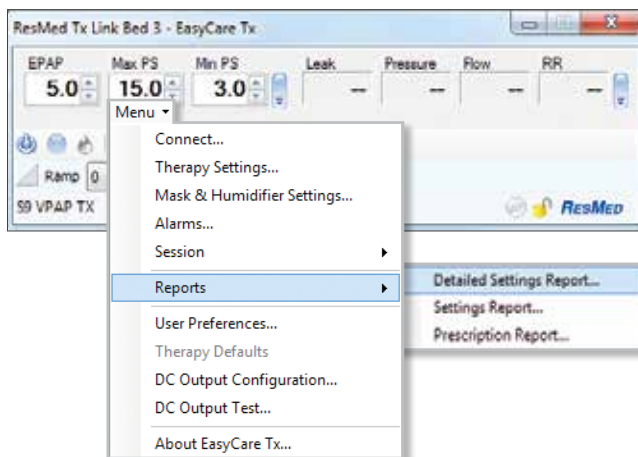 ResMed Tx Link Bed 3 - EasyCare Tx
EPAP Max PS Min PS Leak Pressure Flow RR
5.0 15.0 3.0 -- -- -- --
Menu
Connect...
Therapy Settings...
Ramp 0
Mask & Humidifier Settings...
S9 VPAP TX
RESMED
Alarms...
Session
Reports
Detailed Settings Report...
Settings Report...
Prescription Report...
User Preferences...
Therapy Defaults
DC Output Configuration...
DC Output Test...
About EasyCare Tx...